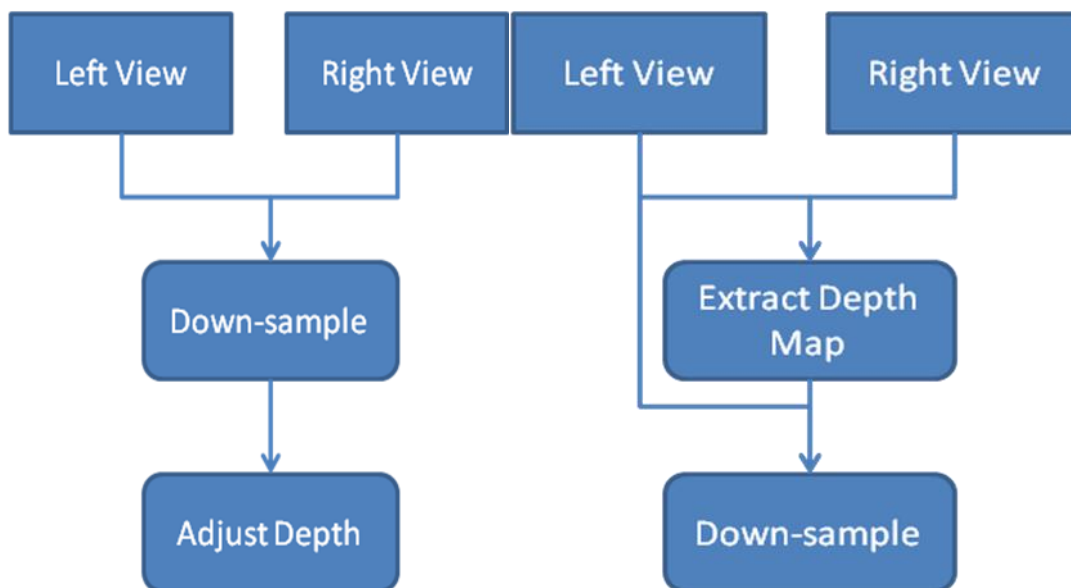 Left View
Right View
Left View
Right View
Down-sample
Extract Depth
Map
Adjust Depth
Down-sample